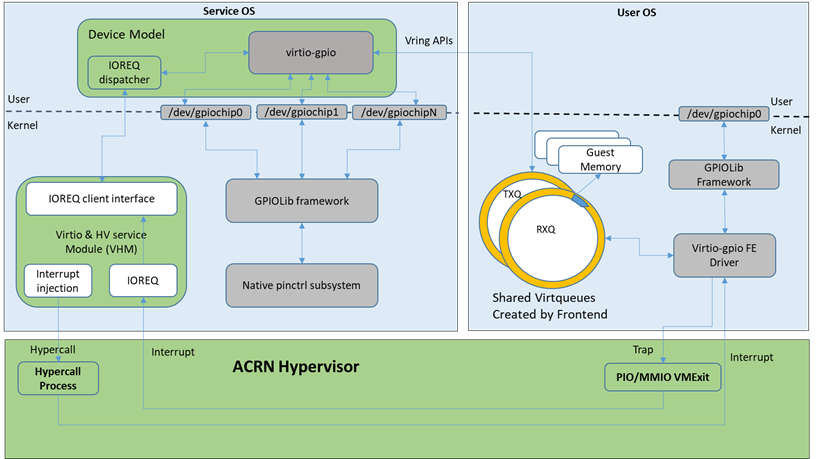 Service OS
User OS
Device Model
virtio-gpio
Vring APIs
IOREQ
dispatcher
User
Kernel
/dev/gpiochip0
/dev/gpiochip1
/dev/gpiochipN
/dev/gpiochip0
User
Kernel
Guest
Memory
GPIOLib
Framework
IOREQ client interface
GPIOLib framework
TXQ
RXQ
Virtio & HV service
Module (VHM)
Virtio-gpio FE
Driver
Interrupt
injection
IOREQ
Native pinctrl subsystem
Shared Virtqueues
Created by Frontend
Hypercall
Interrupt
Trap
Interrupt
Hypercall
Process
ACRN Hypervisor
PIO/MMIO VMExit